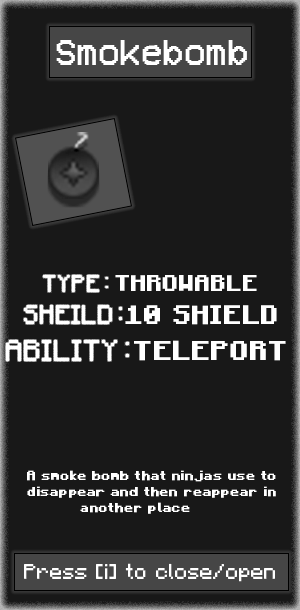 Smokebomb
TYPE:THROWABLE
SHEILD:10 SHIELD
ABILITY:TELEPORT
A smoke bomb that ninjas use to
disappear and then reappear in
another place
Press [i] to close/open